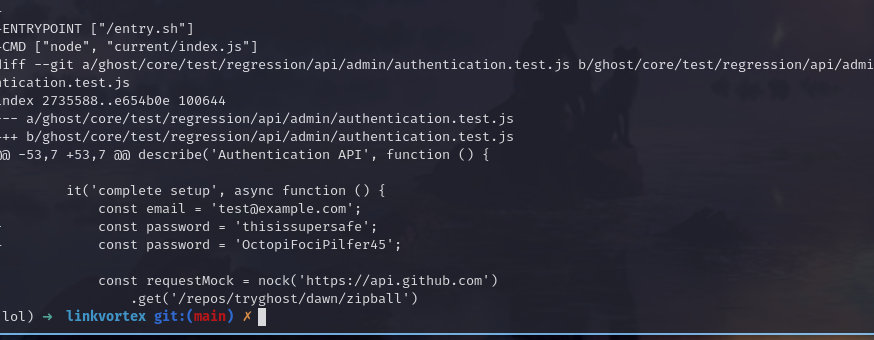 -ENTRYPOINT ["/entry.sh"]
-CMD ["node", "current/index.js"]
diff --git a/ghost/core/test/regression/api/admin/authentication.test.js b/ghost/core/test/regression/api/admi
ntication.test.js
index 2735588..e654b0e 100644
--- a/ghost/core/test/regression/api/admin/authentication.test.js
+++ b/ghost/core/test/regression/api/admin/authentication.test.js
@@ -53,7 +53,7 @@ describe('Authentication API', function () {
it('complete setup', async function () {
const email = 'test@example.com';
- const password = 'thisissupersafe';
const password = 'OctopiFociPilfer45';
const requestMock = nock('https://api.github.com')
.get('/repos/tryghost/dawn/zipball')
lol) → linkvortex git:(main) ✗